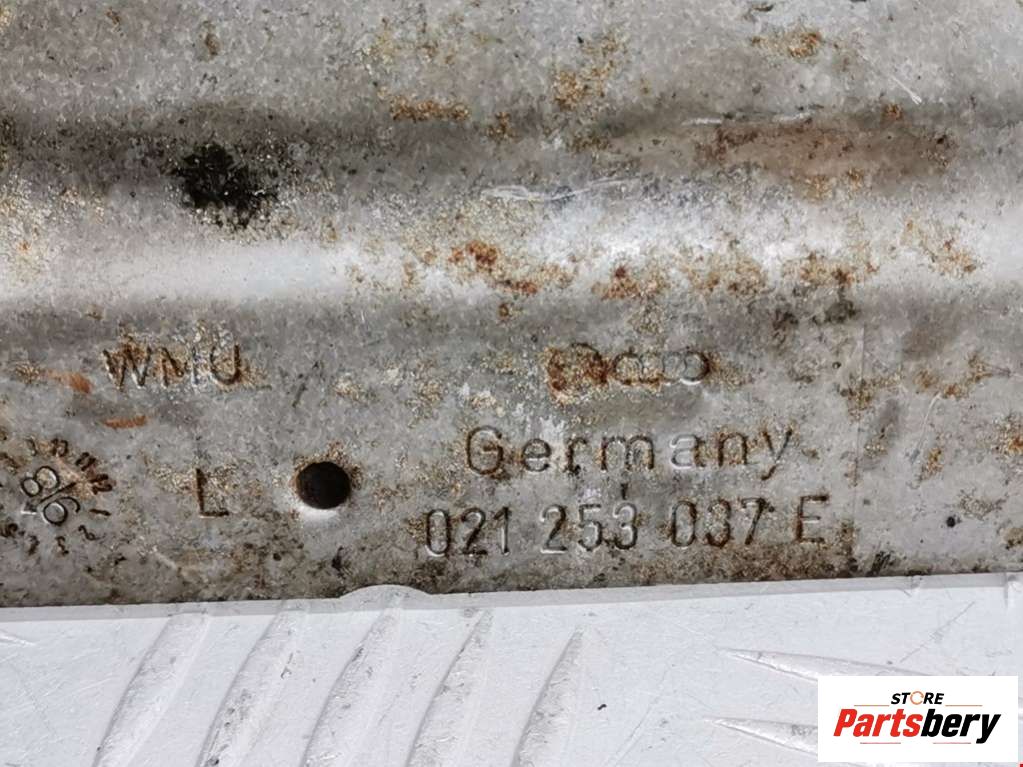 WMU
Germany
L
021 253 037 E
STORE
Partsbery